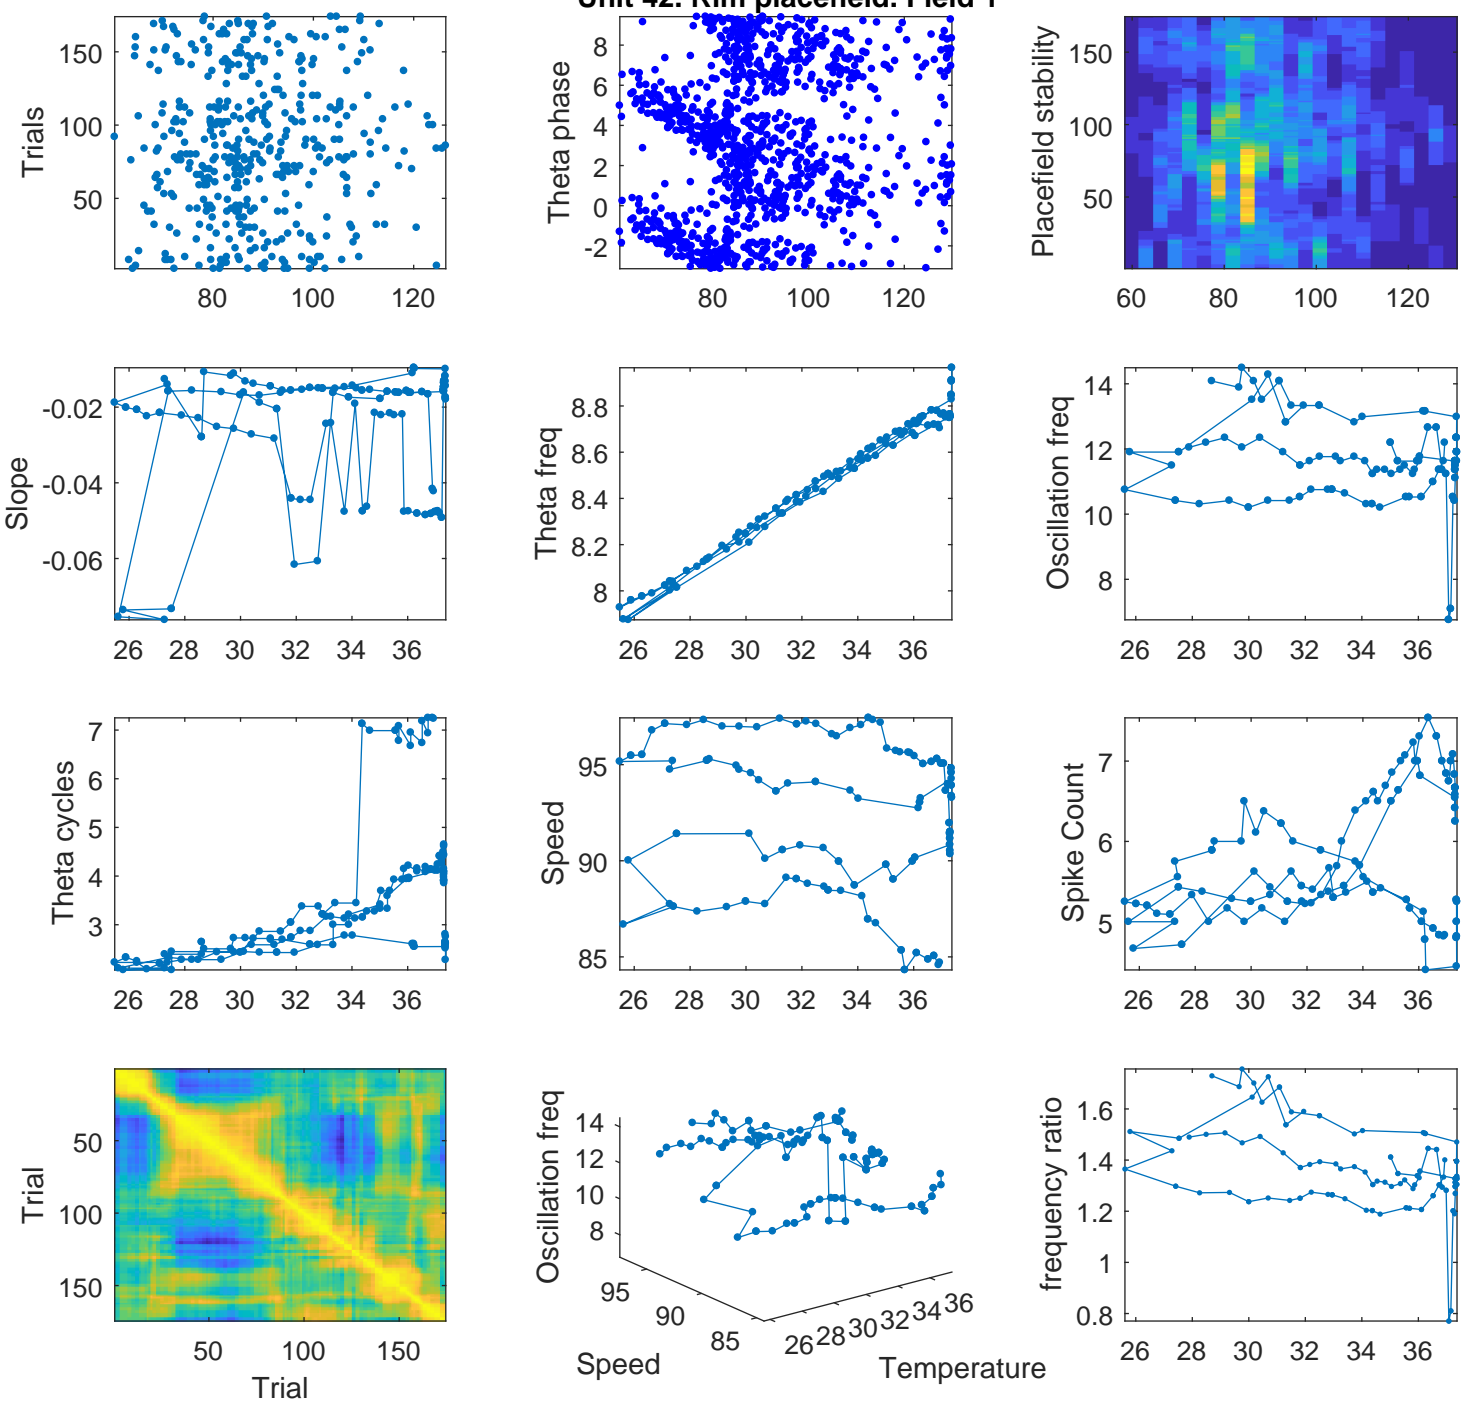 Unit 42. Rim placefield. Field 1
Trials
150
100
50
80 100 120
Theta phase
8
6
4
2
0
-2
80 100 120
Placefield stability
150
100
50
60 80 100 120
Slope
-0.02
-0.04
-0.06
26 28 30 32 34 36
Theta freq
8.8
8.6
8.4
8.2
8
26 28 30 32 34 36
Oscillation freq
14
12
10
8
26 28 30 32 34 36
Theta cycles
7
6
5
4
3
26 28 30 32 34 36
Speed
95
90
85
26 28 30 32 34 36
Spike Count
7
6
5
26 28 30 32 34 36
Trial
50
100
150
50 100 150
Trial
Oscillation freq
14
12
10
8
95
90
85
Speed
26 28 30 32 34 36
Temperature
frequency ratio
1.6
1.4
1.2
1
0.8
26 28 30 32 34 36